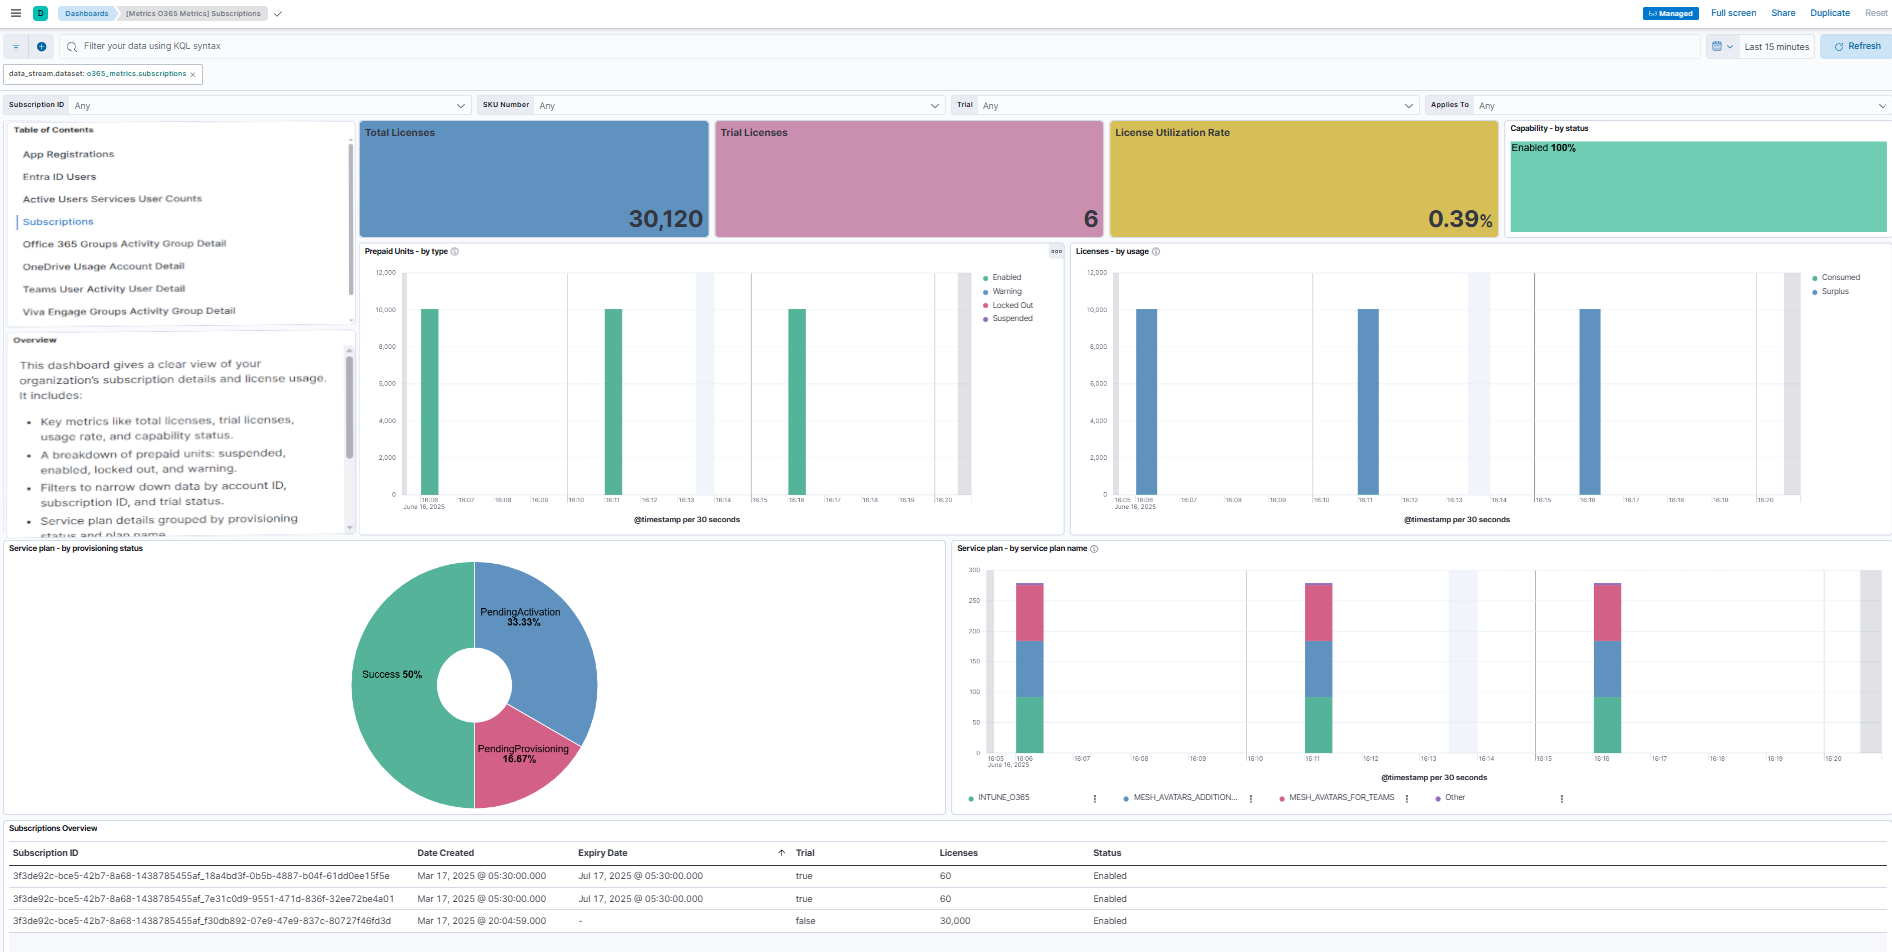 D Dashboards [Metrics O365 Metrics] Subscriptions
Managed Full screen Share Duplicate Reset
Filter your data using KQL syntax
Last 15 minutes Refresh
data_stream.dataset: o365_metrics.subscriptions ×
Subscription ID Any SKU Number Any Trial Any Applies To Any
Table of Contents
App Registrations
Entra ID Users
Active Users Services User Counts
Subscriptions
Office 365 Groups Activity Group Detail
OneDrive Usage Account Detail
Teams User Activity User Detail
Viva Engage Groups Activity Group Detail
Total Licenses
30,120
Trial Licenses
6
License Utilization Rate
0.39%
Capability - by status
Enabled 100%
Overview
This dashboard gives a clear view of your
organization's subscription details and license usage.
It includes:
• Key metrics like total licenses, trial licenses,
usage rate, and capability status.
• A breakdown of prepaid units: suspended,
enabled, locked out, and warning.
• Filters to narrow down data by account ID,
subscription ID, and trial status.
• Service plan details grouped by provisioning
status and plan name.
Prepaid Units - by type
12,000
10,000
8,000
6,000
4,000
2,000
0
16:06 16:07 16:08 16:09 16:10 16:11 16:12 16:13 16:14 16:15 16:16 16:17 16:18 16:19 16:20
June 16, 2025
@timestamp per 30 seconds
Enabled
Warning
Locked Out
Suspended
Licenses - by usage
12,000
10,000
8,000
6,000
4,000
2,000
0
16:05 16:06 16:07 16:08 16:09 16:10 16:11 16:12 16:13 16:14 16:15 16:16 16:17 16:18 16:19 16:20
June 16, 2025
@timestamp per 30 seconds
Consumed
Surplus
Service plan - by provisioning status
PendingActivation
33.33%
Success 50%
PendingProvisioning
16.67%
Service plan - by service plan name
300
250
200
150
100
50
0
16:05 16:06 16:07 16:08 16:09 16:10 16:11 16:12 16:13 16:14 16:15 16:16 16:17 16:18 16:19 16:20
June 16, 2025
@timestamp per 30 seconds
INTUNE_O365 MESH_AVATARS_ADDITION... MESH_AVATARS_FOR_TEAMS Other
Subscriptions Overview
Subscription ID Date Created Expiry Date Trial Licenses Status
3f3de92c-bce5-42b7-8a68-1438785455af_18a4bd3f-0b5b-4887-b04f-61dd0ee15f5e Mar 17, 2025 @ 05:30:00.000 Jul 17, 2025 @ 05:30:00.000 true 60 Enabled
3f3de92c-bce5-42b7-8a68-1438785455af_7e31c0d9-9551-471d-836f-32ee72be4a01 Mar 17, 2025 @ 05:30:00.000 Jul 17, 2025 @ 05:30:00.000 true 60 Enabled
3f3de92c-bce5-42b7-8a68-1438785455af_f30db892-07e9-47e9-837c-80727f46fd3d Mar 17, 2025 @ 20:04:59.000 - false 30,000 Enabled